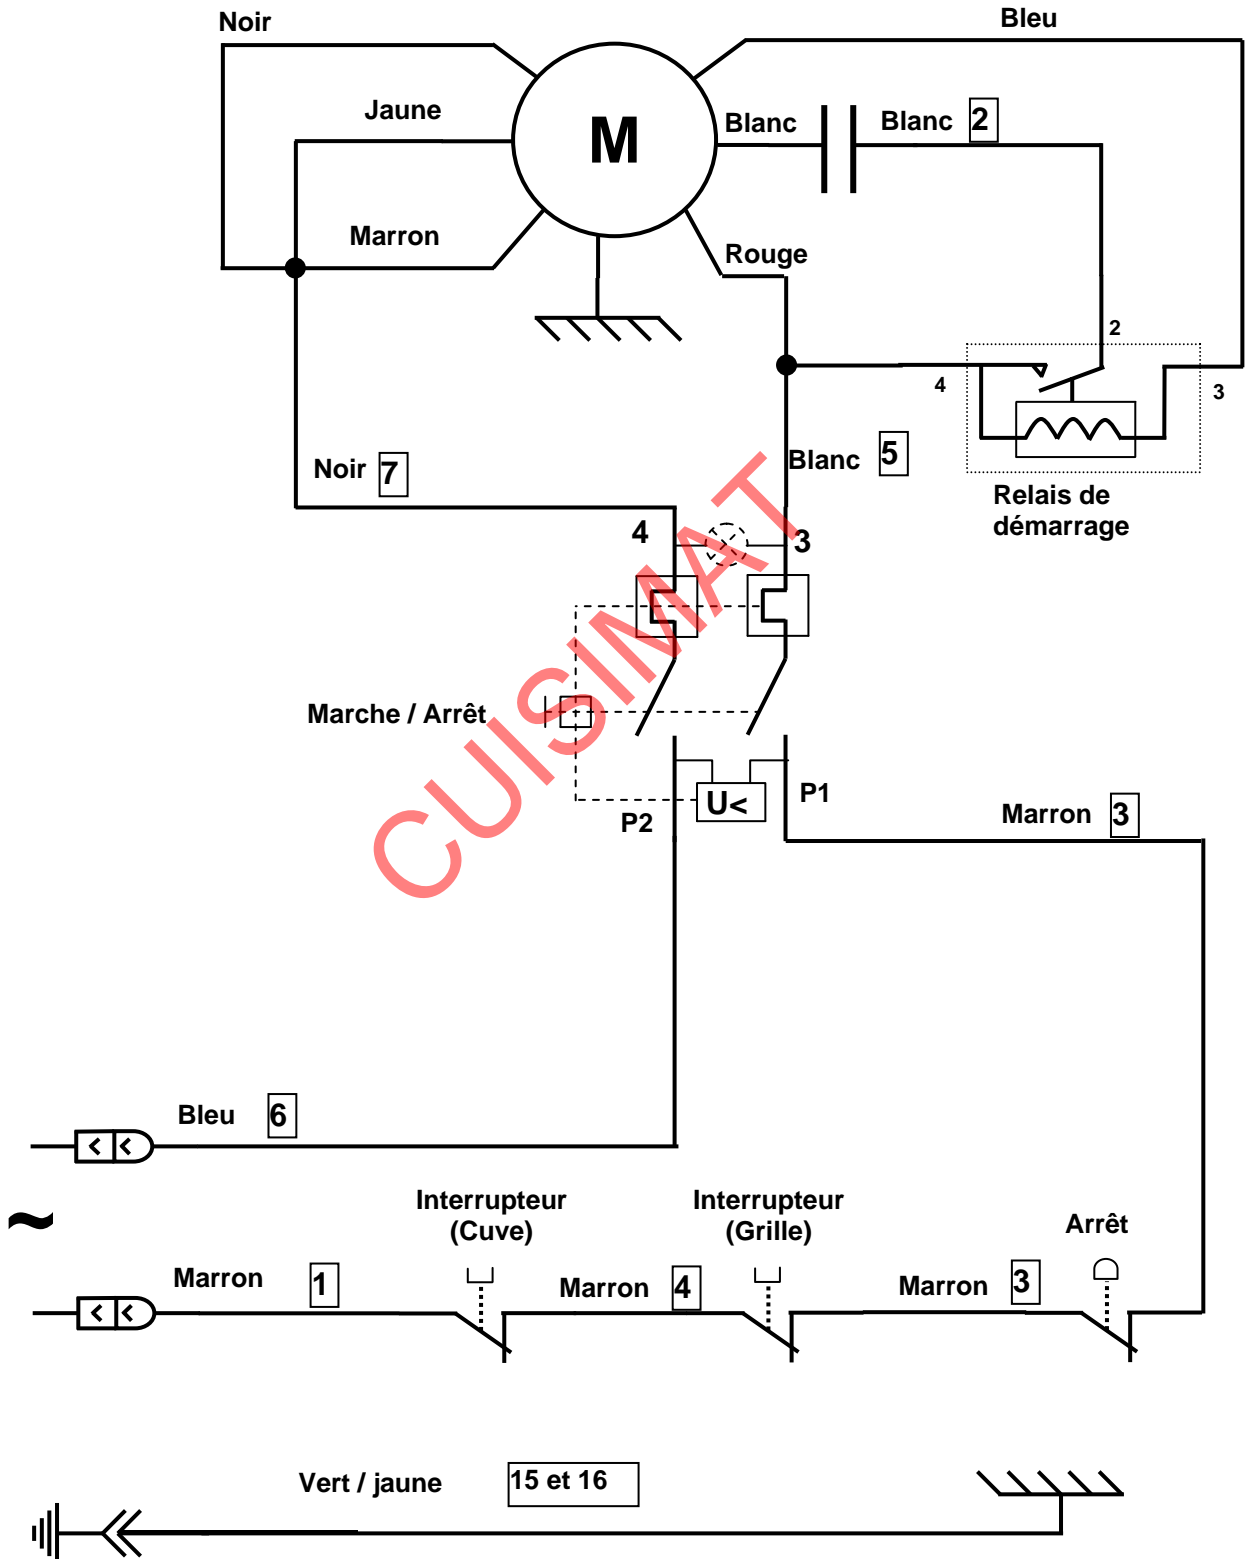 Noir
Bleu
Jaune
Blanc
Blanc 2
M
Marron
Rouge
2
4
3
Noir 7
Blanc 5
Relais de
démarrage
4
3
Marche / Arrêt
U<
P1
P2
Marron 3
CUISIMAT
Bleu 6
~
Interrupteur
(Cuve)
Interrupteur
(Grille)
Arrêt
Marron 1
Marron 4
Marron 3
Vert / jaune 15 et 16